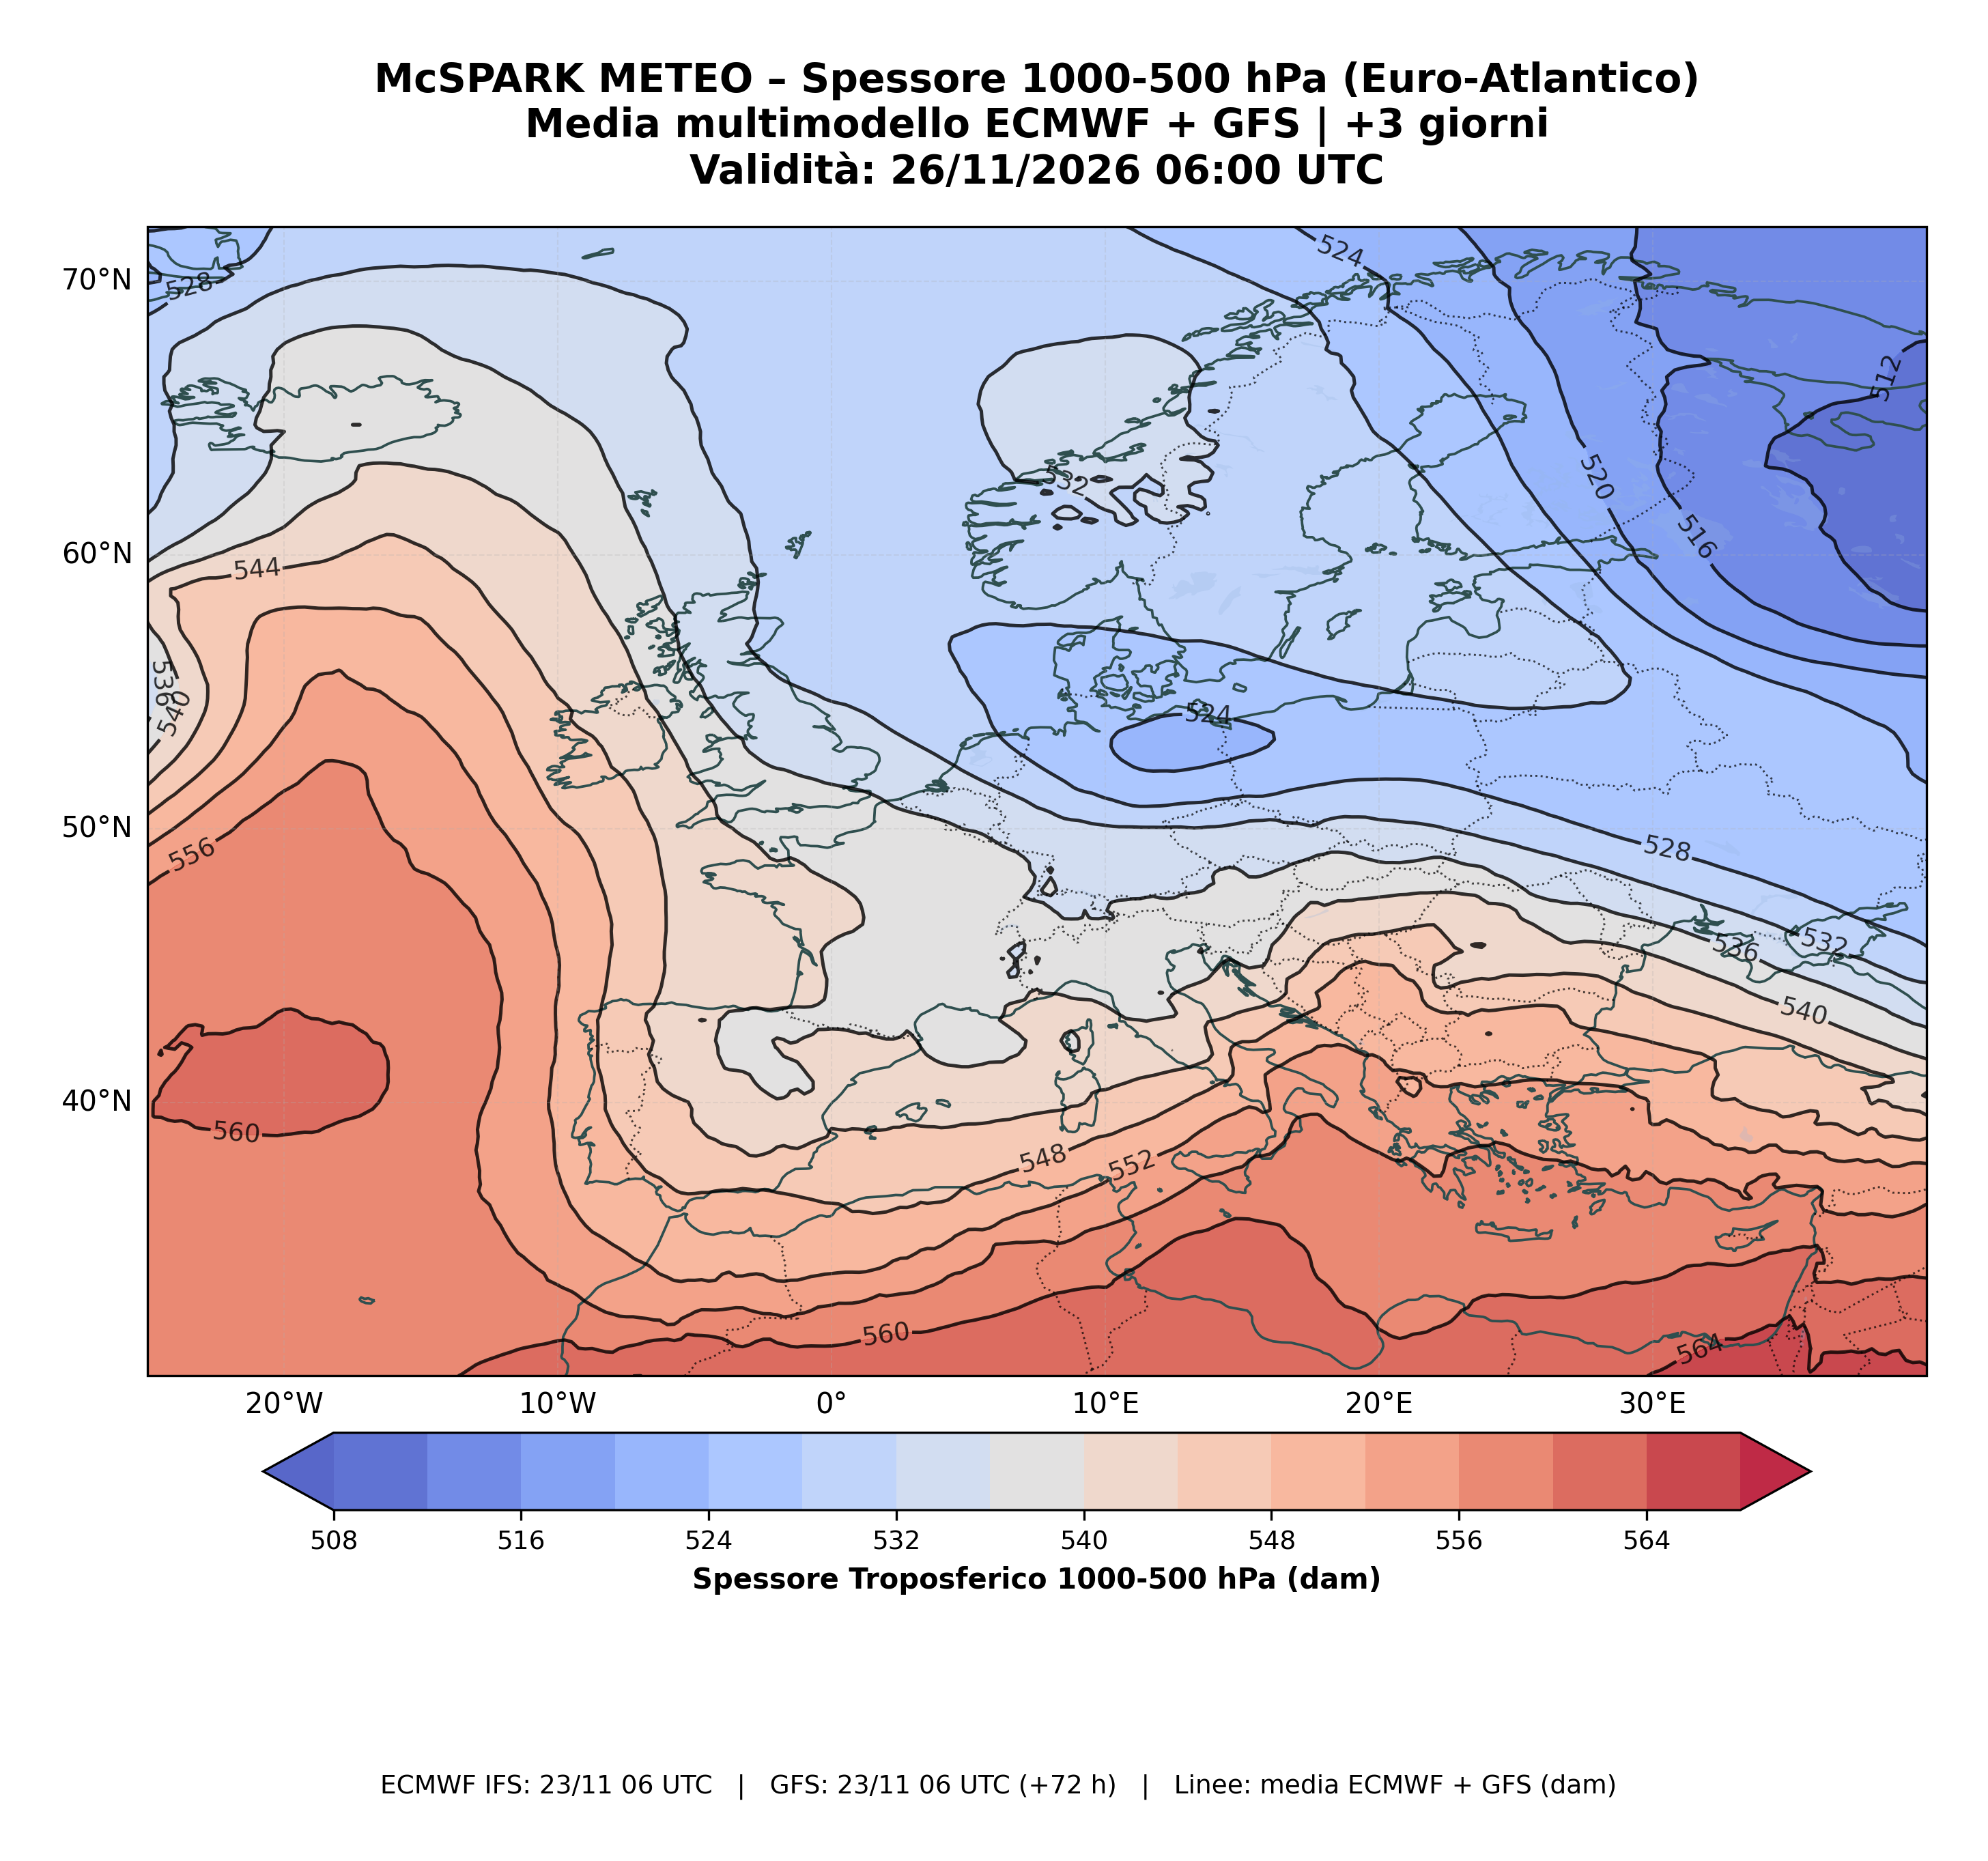 McSPARK METEO – Spessore 1000-500 hPa (Euro-Atlantico)
Media multimodello ECMWF + GFS | +3 giorni
Validità: 26/11/2026 06:00 UTC
70°N
60°N
50°N
40°N
528
524
512
532
520
516
544
536
540
524
556
528
532
536
540
560
548
552
560
564
20°W
10°W
0°
10°E
20°E
30°E
508
516
524
532
540
548
556
564
Spessore Troposferico 1000-500 hPa (dam)
ECMWF IFS: 23/11 06 UTC | GFS: 23/11 06 UTC (+72 h) | Linee: media ECMWF + GFS (dam)